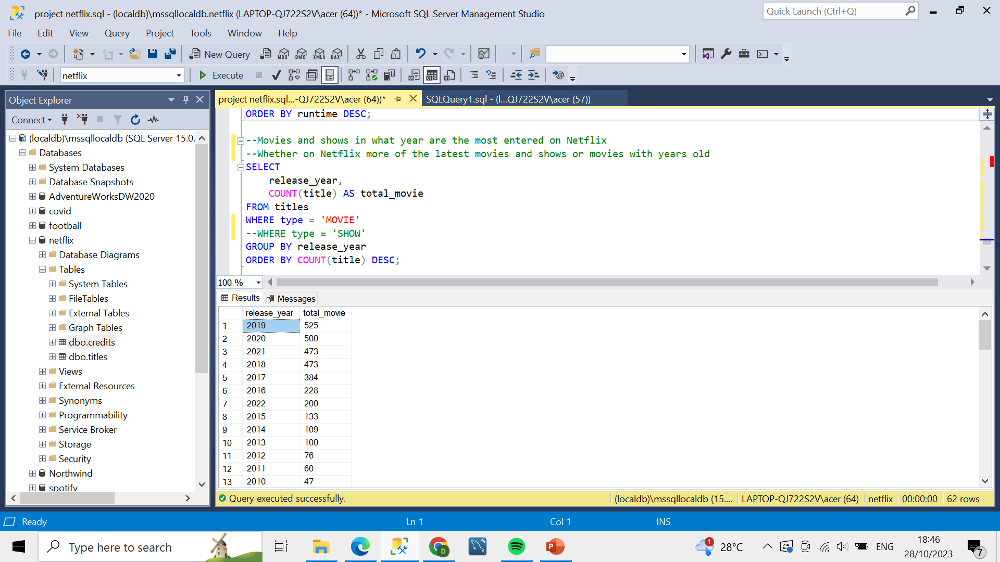 project netflix.sql - (localdb)\mssqllocaldb.netflix (LAPTOP-QJ722S2V\acer (64))* - Microsoft SQL Server Management Studio
Quick Launch (Ctrl+Q)
File Edit View Query Project Tools Window Help
New Query MDX DMX XMLA DAX
netflix Execute
Object Explorer
project netflix.sql...-QJ722S2V\acer (64))* SQLQuery1.sql - (l...QJ722S2V\acer (57))
Connect
(localdb)\mssqllocaldb (SQL Server 15.0.
Databases
System Databases
Database Snapshots
AdventureWorksDW2020
covid
football
netflix
Database Diagrams
Tables
System Tables
FileTables
External Tables
Graph Tables
dbo.credits
dbo.titles
Views
External Resources
Synonyms
Programmability
Service Broker
Storage
Security
Northwind
spotify
ORDER BY runtime DESC;
--Movies and shows in what year are the most entered on Netflix
--Whether on Netflix more of the latest movies and shows or movies with years old
SELECT
release_year,
COUNT(title) AS total_movie
FROM titles
WHERE type = 'MOVIE'
--WHERE type = 'SHOW'
GROUP BY release_year
ORDER BY COUNT(title) DESC;
100 %
Results Messages
release_year total_movie
1 2019 525
2 2020 500
3 2021 473
4 2018 473
5 2017 384
6 2016 228
7 2022 200
8 2015 133
9 2014 109
10 2013 100
11 2012 76
12 2011 60
13 2010 47
Query executed successfully. (localdb)\mssqllocaldb (15.... LAPTOP-QJ722S2V\acer (64) netflix 00:00:00 62 rows
Ready Ln 1 Col 1 INS
Type here to search
D
P
1 28°C ENG
18:46
28/10/2023
7